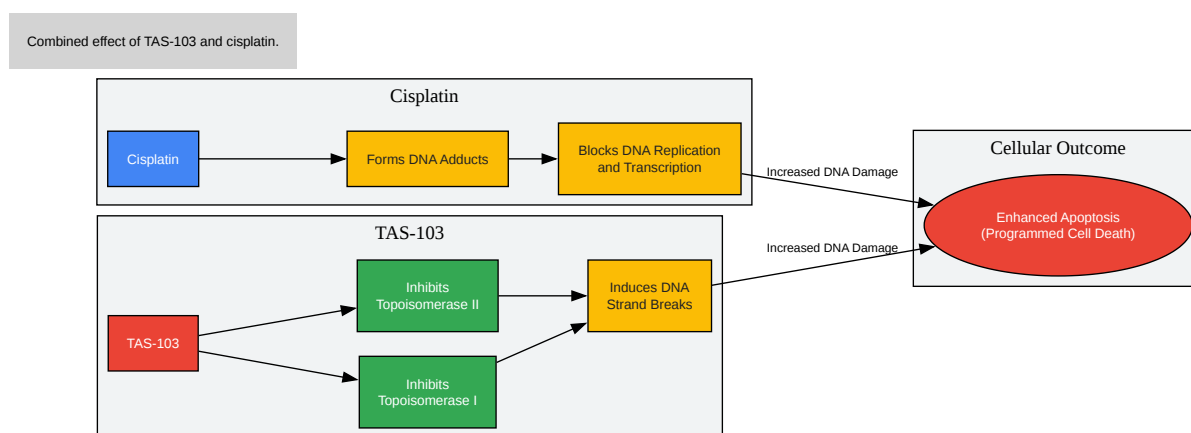 Combined effect of TAS-103 and cisplatin.
Cisplatin
Cisplatin
Forms DNA Adducts
Blocks DNA Replication
and Transcription
Increased DNA Damage
TAS-103
TAS-103
Inhibits
Topoisomerase II
Inhibits
Topoisomerase I
Induces DNA
Strand Breaks
Increased DNA Damage
Cellular Outcome
Enhanced Apoptosis
(Programmed Cell Death)